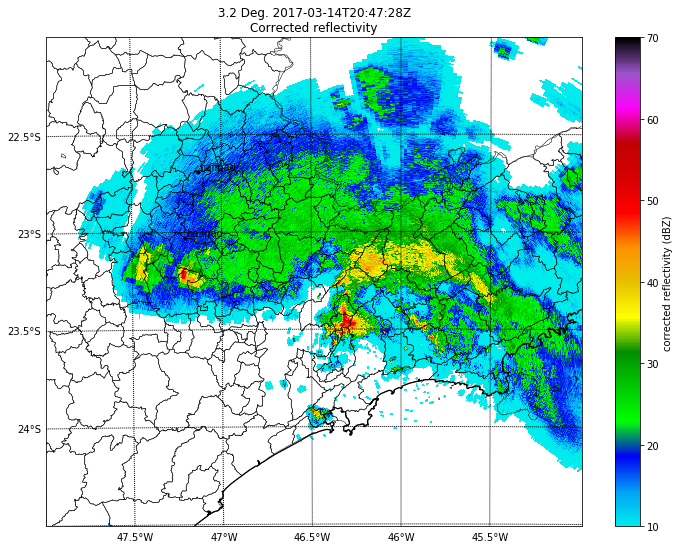 3.2 Deg. 2017-03-14T20:47:28Z
Corrected reflectivity
22.5°S
23°S
23.5°S
24°S
47.5°W
47°W
46.5°W
46°W
45.5°W
70
60
50
40
30
20
10
corrected reflectivity (dBZ)